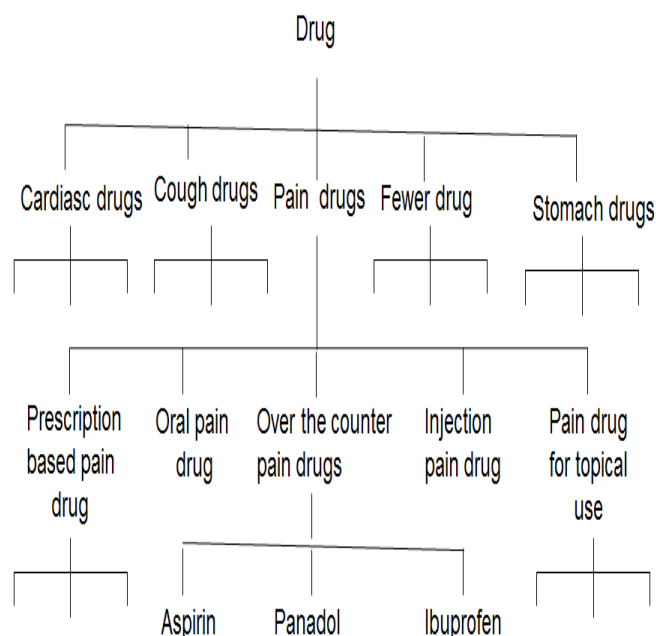 Drug
Cardiasc drugs
Cough drugs
Pain drugs
Fewer drug
Stomach drugs
Prescription
based pain
drug
Oral pain
drug
Over the counter
pain drugs
Injection
pain drug
Pain drug
for topical
use
Aspirin
Panadol
Ibuprofen